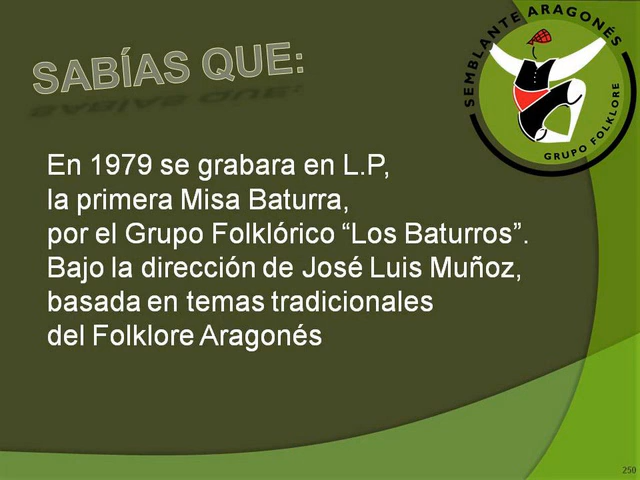 SABÍAS QUE:
SEMBLANTE ARAGONÉS
GRUPO FOLKLORE
En 1979 se grabara en L.P,
la primera Misa Baturra,
por el Grupo Folklórico “Los Baturros”.
Bajo la dirección de José Luis Muñoz,
basada en temas tradicionales
del Folklore Aragonés
250